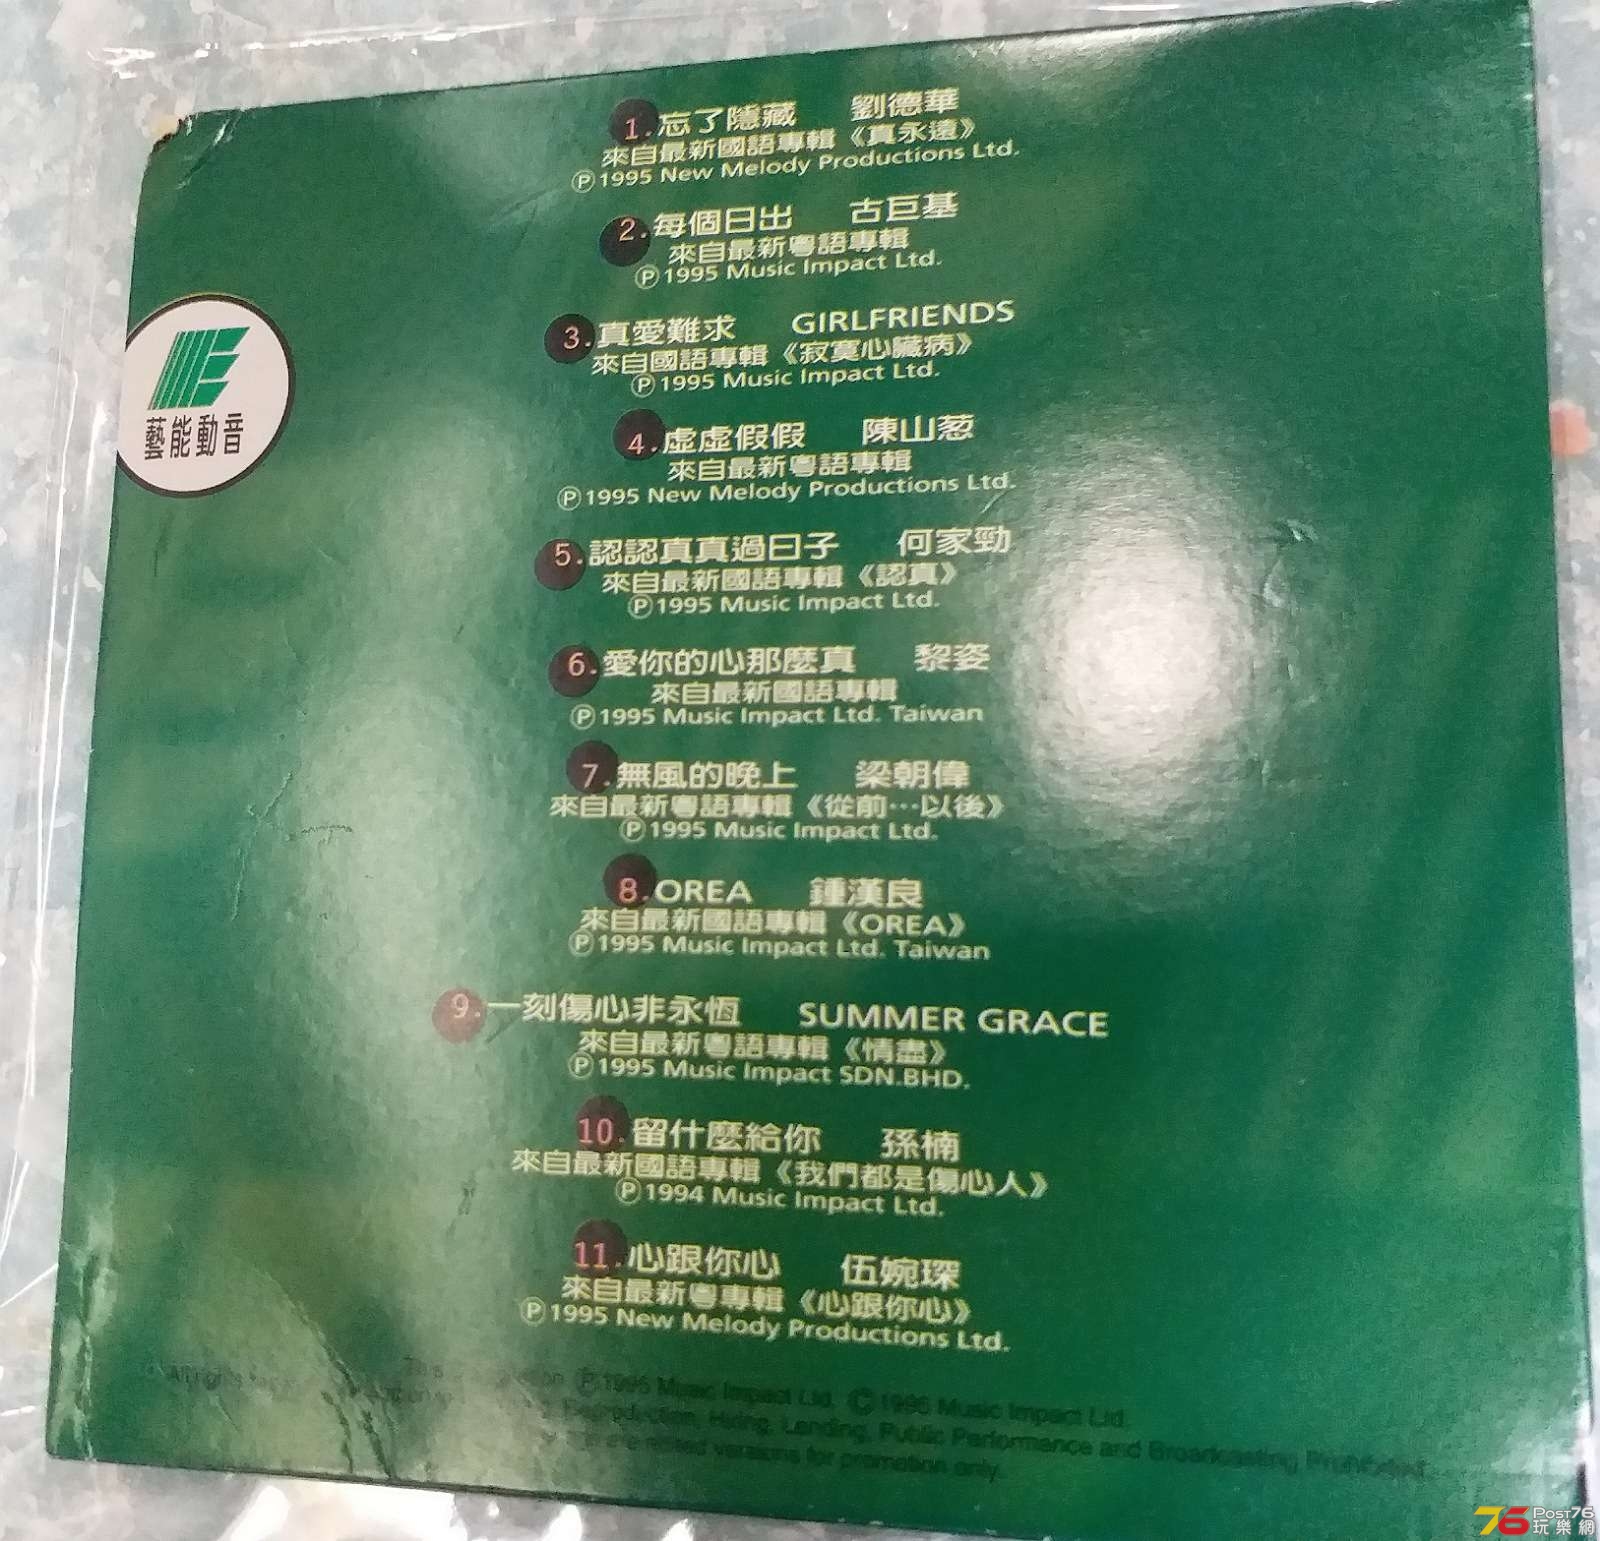 1.忘了隱藏 劉德華
來自最新國語專輯《真永遠》
Ⓟ1995 New Melody Productions Ltd.
2.每個日出 古巨基
來自最新粵語專輯
Ⓟ1995 Music Impact Ltd.
3.真愛難求 GIRLFRIENDS
來自國語專輯《寂寞心臟病》
Ⓟ1995 Music Impact Ltd.
藝能動音
4.虛虛假假 陳山葱
來自最新粵語專輯
Ⓟ1995 New Melody Productions Ltd.
5.認認真真過日子 何家勁
來自最新國語專輯《認真》
Ⓟ1995 Music Impact Ltd.
6.愛你的心那麼真 黎姿
來自最新國語專輯
Ⓟ1995 Music Impact Ltd. Taiwan
7.無風的晚上 梁朝偉
來自最新粵語專輯《從前…以後》
Ⓟ1995 Music Impact Ltd.
8.OREA 鍾漢良
來自最新國語專輯《OREA》
Ⓟ1995 Music Impact Ltd. Taiwan
9.一刻傷心非永恆 SUMMER GRACE
來自最新粵語專輯《情盡》
Ⓟ1995 Music Impact SDN.BHD.
10.留什麼給你 孫楠
來自最新國語專輯《我們都是傷心人》
Ⓟ1994 Music Impact Ltd.
11.心跟你心 伍婉琛
來自最新粵專輯《心跟你心》
Ⓟ1995 New Melody Productions Ltd.
Ⓟ1995 Music Impact Ltd. Ⓒ1995 Music Impact Ltd.
All rights Reproduction, Hiring, Lending, Public Performance and Broadcasting Prohibited.
are edited versions for promotion only.
76 Post76
玩樂網